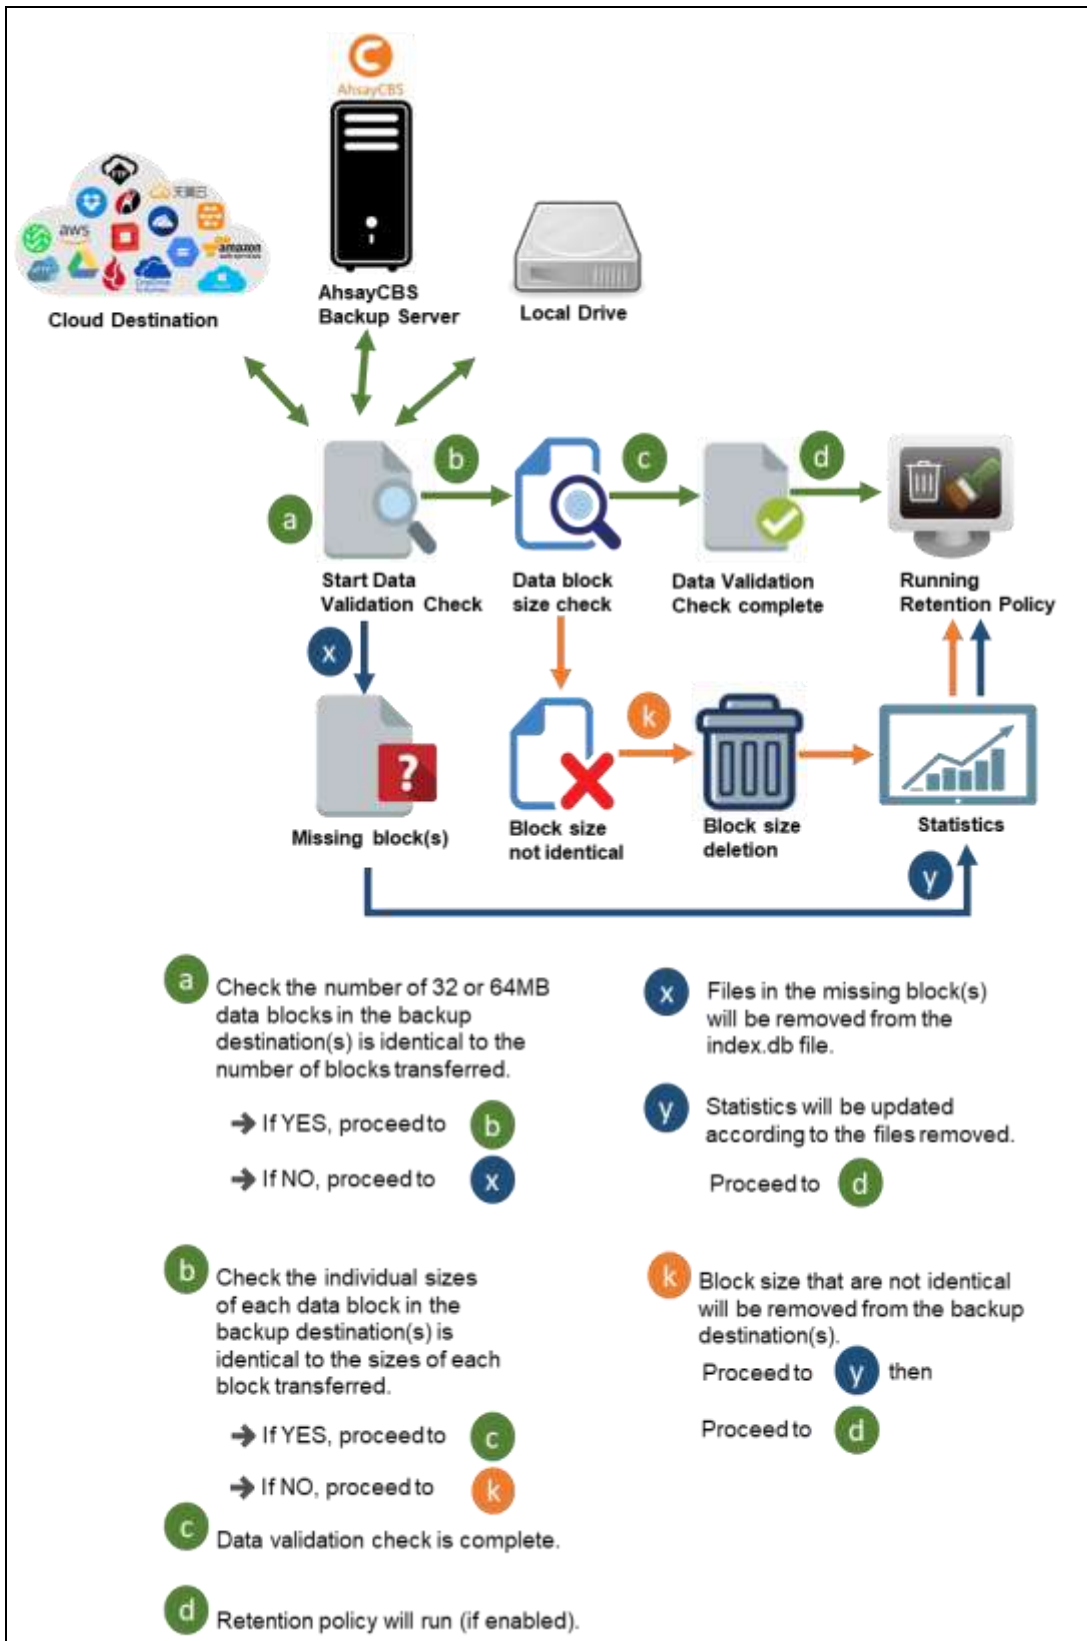 AhsayCBS
FTP
天翼云
aws
amazon
Cloud Destination
AhsayCBS
Backup Server
Local Drive
a
b
c
d
Start Data
Validation Check
Data block
size check
Data Validation
Check complete
Running
Retention Policy
x
k
?
Missing block(s)
Block size
not identical
Block size
deletion
Statistics
y
a
Check the number of 32 or 64MB
data blocks in the backup
destination(s) is identical to the
number of blocks transferred.
➔ If YES, proceed to b
➔ If NO, proceed to x
b
Check the individual sizes
of each data block in the
backup destination(s) is
identical to the sizes of each
block transferred.
➔ If YES, proceed to c
➔ If NO, proceed to k
c Data validation check is complete.
d Retention policy will run (if enabled).
x Files in the missing block(s)
will be removed from the
index.db file.
y Statistics will be updated
according to the files removed.
Proceed to d
k Block size that are not identical
will be removed from the backup
destination(s).
Proceed to y then
Proceed to d